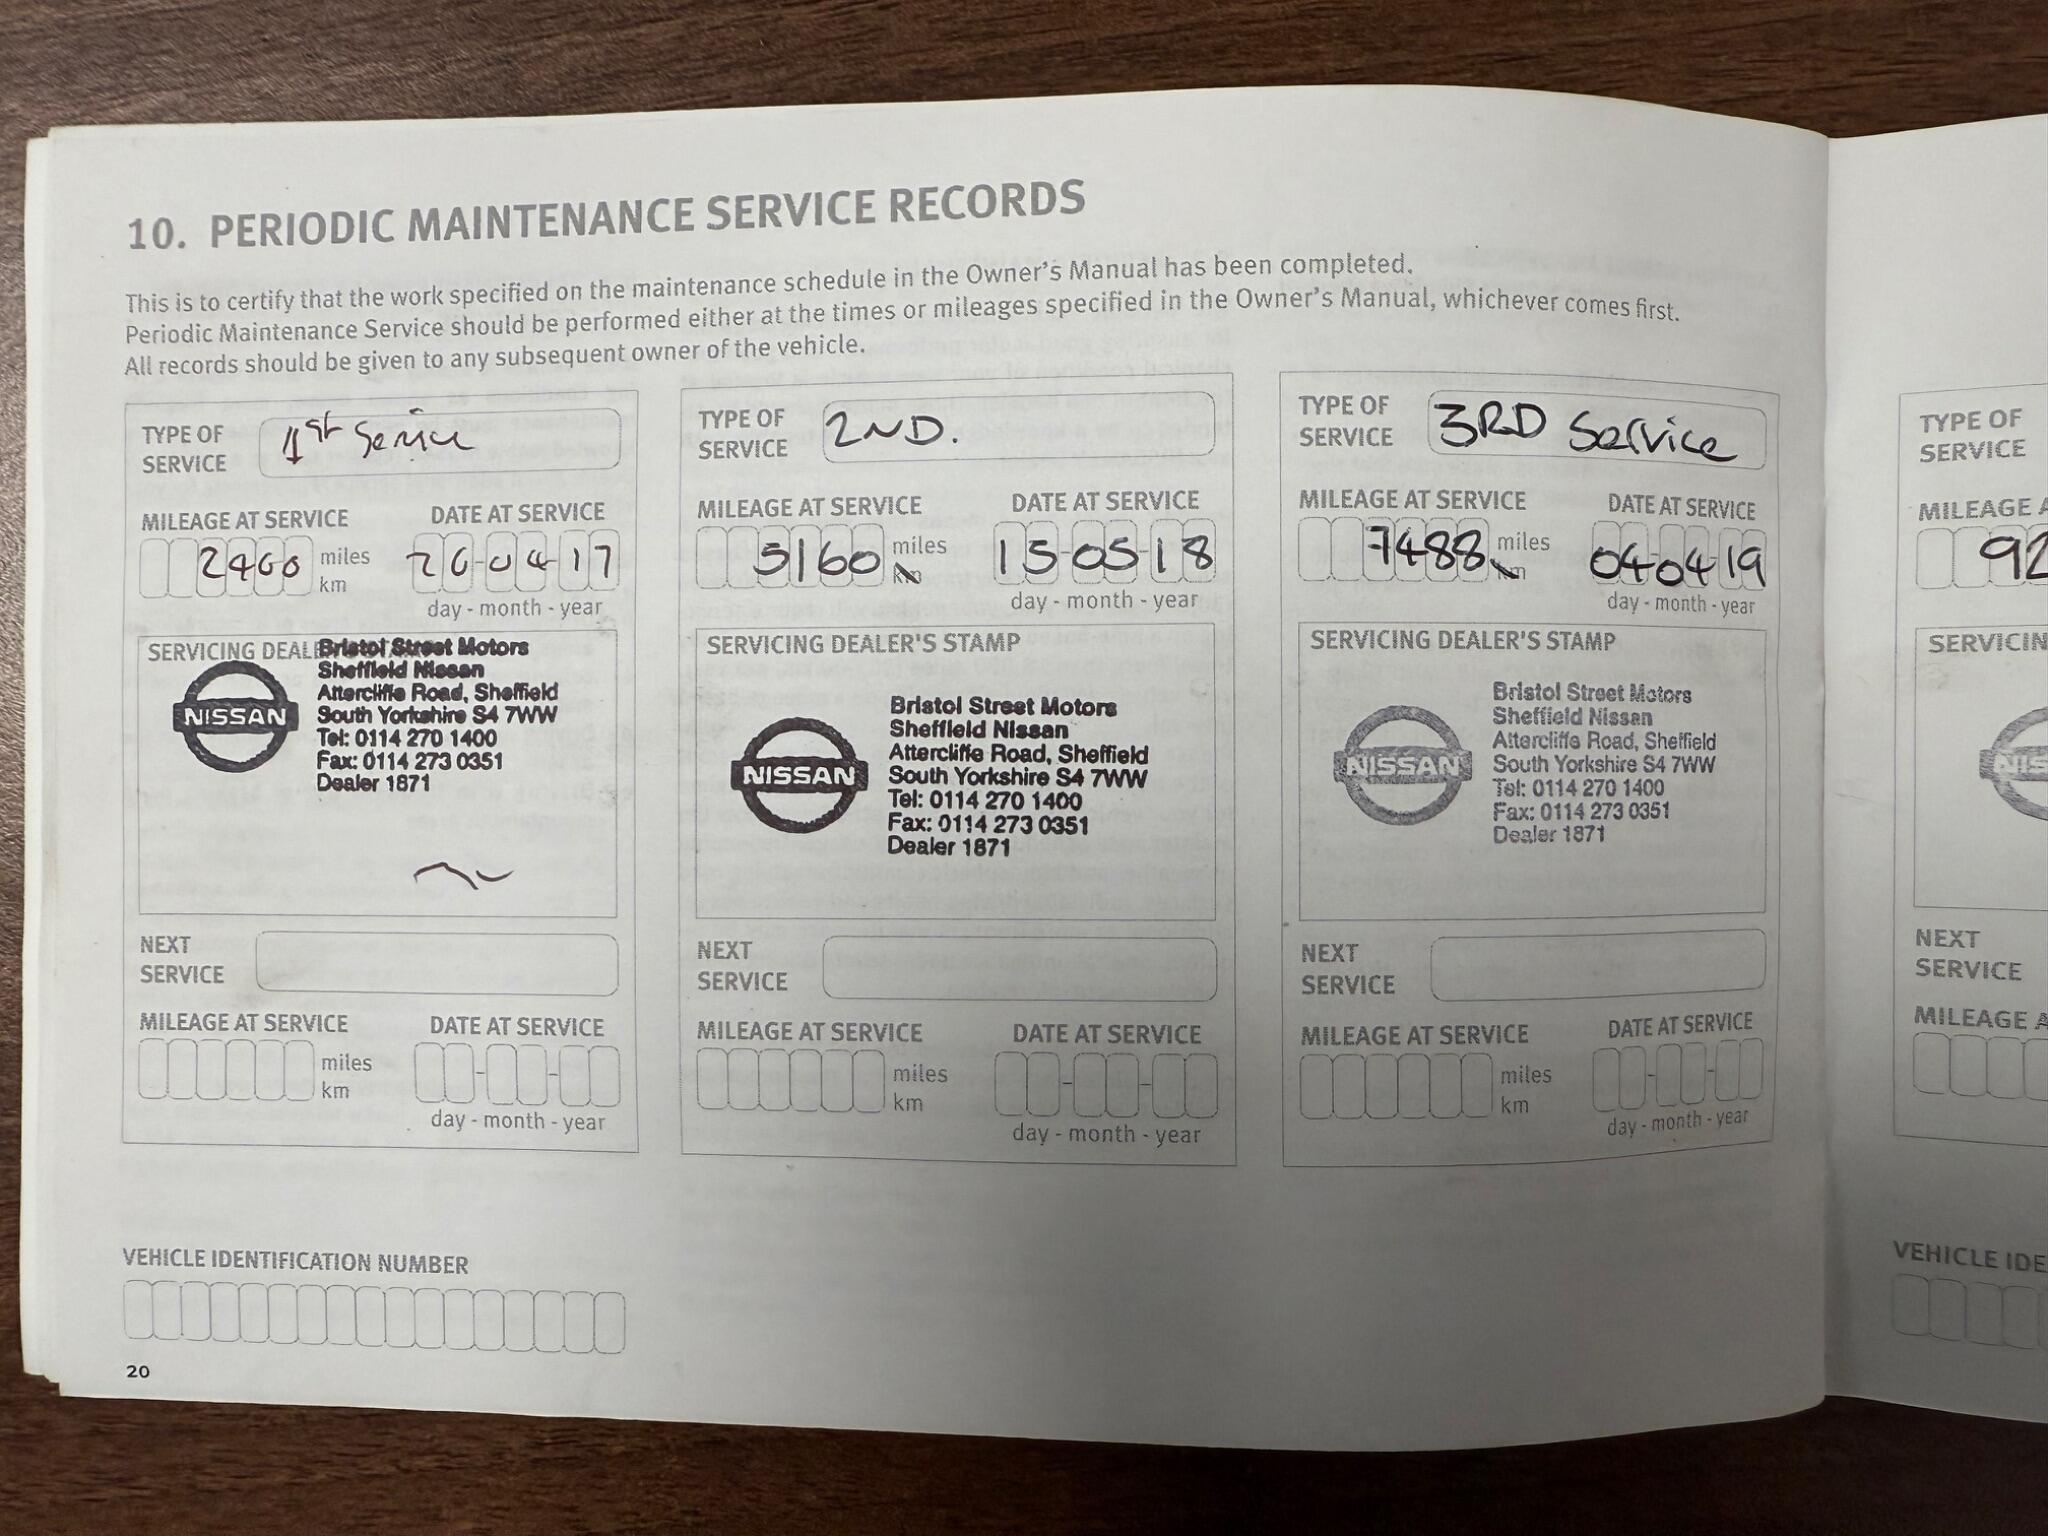 10. PERIODIC MAINTENANCE SERVICE RECORDS
This is to certify that the work specified on the maintenance schedule in the Owner's Manual has been completed.
Periodic Maintenance Service should be performed either at the times or mileages specified in the Owner's Manual, whichever comes first.
All records should be given to any subsequent owner of the vehicle.
TYPE OF
SERVICE
1st Service
MILEAGE AT SERVICE
miles
km
DATE AT SERVICE
26-04-17
day - month - year
SERVICING
NISSAN
Bristol Street Motors
Sheffield Nissan
Attercliffe Road, Sheffield
South Yorkshire S4 7WW
Tel: 0114 270 1400
Fax: 0114 273 0351
Dealer 1871
NEXT
SERVICE
MILEAGE AT SERVICE
miles
km
DATE AT SERVICE
day - month - year
TYPE OF
SERVICE
2ND.
MILEAGE AT SERVICE
5160
miles
km
DATE AT SERVICE
15-05-18
day - month - year
SERVICING DEALER'S STAMP
NISSAN
Bristol Street Motors
Sheffield Nissan
Attercliffe Road, Sheffield
South Yorkshire S4 7WW
Tel: 0114 270 1400
Fax: 0114 273 0351
Dealer 1871
NEXT
SERVICE
MILEAGE AT SERVICE
miles
km
DATE AT SERVICE
day - month - year
TYPE OF
SERVICE
3RD Service
MILEAGE AT SERVICE
7488
miles
km
DATE AT SERVICE
04-04-19
day - month - year
SERVICING DEALER'S STAMP
NISSAN
Bristol Street Motors
Sheffield Nissan
Attercliffe Road, Sheffield
South Yorkshire S4 7WW
Tel: 0114 270 1400
Fax: 0114 273 0351
Dealer 1871
NEXT
SERVICE
MILEAGE AT SERVICE
miles
km
DATE AT SERVICE
day - month - year
VEHICLE IDENTIFICATION NUMBER
20
TYPE OF
SERVICE
MILEAGE A
92
SERVICIN
NIS
NEXT
SERVICE
MILEAGE A
VEHICLE IDE